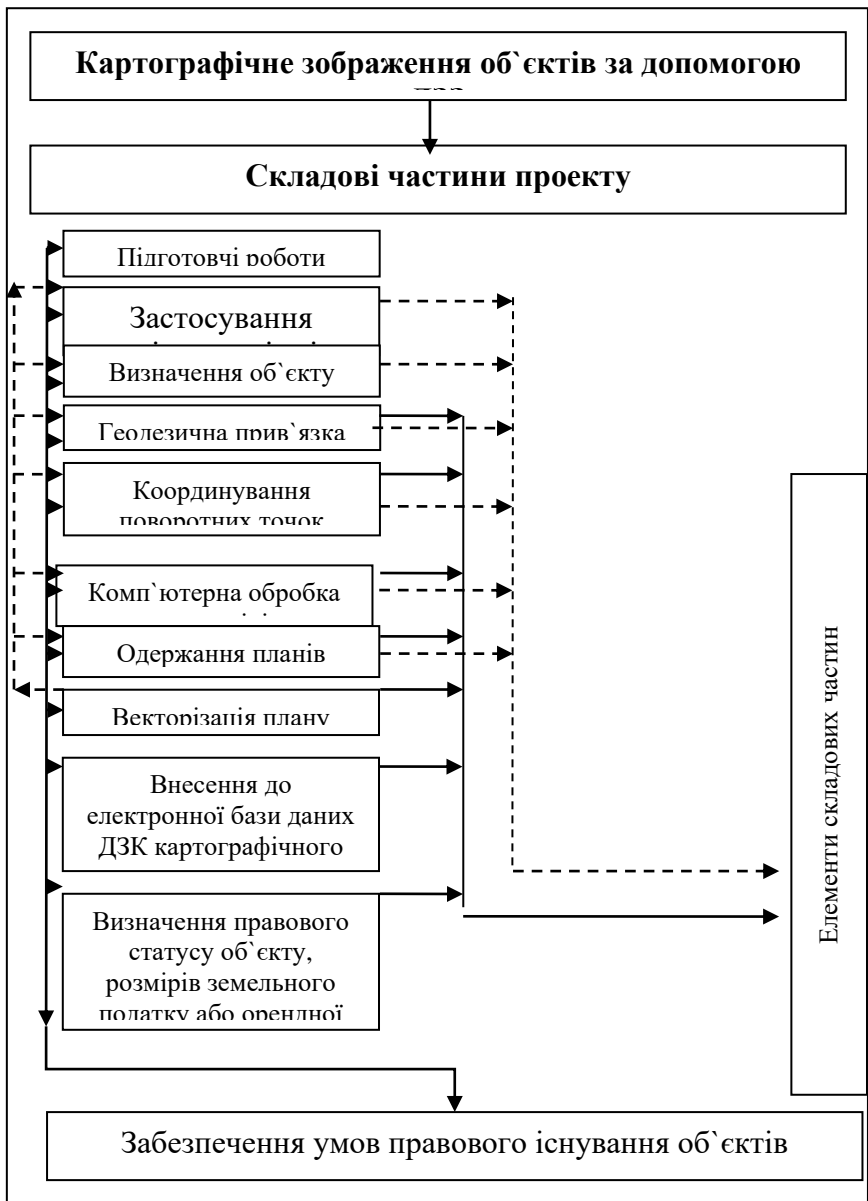 Картографічне зображення об`єктів за допомогою
Складові частини проекту
Підготовчі роботи
Застосування
Визначення об`єкту
Геодезична прив`язка
Координування
поворотних точок
Комп`ютерна обробка
Одержання планів
Векторізація плану
Внесення до
електронної бази даних
ДЗК картографічного
Визначення правового
статусу об`єкту,
розмірів земельного
податку або орендної
Елементи складових частин
Забезпечення умов правового існування об`єктів